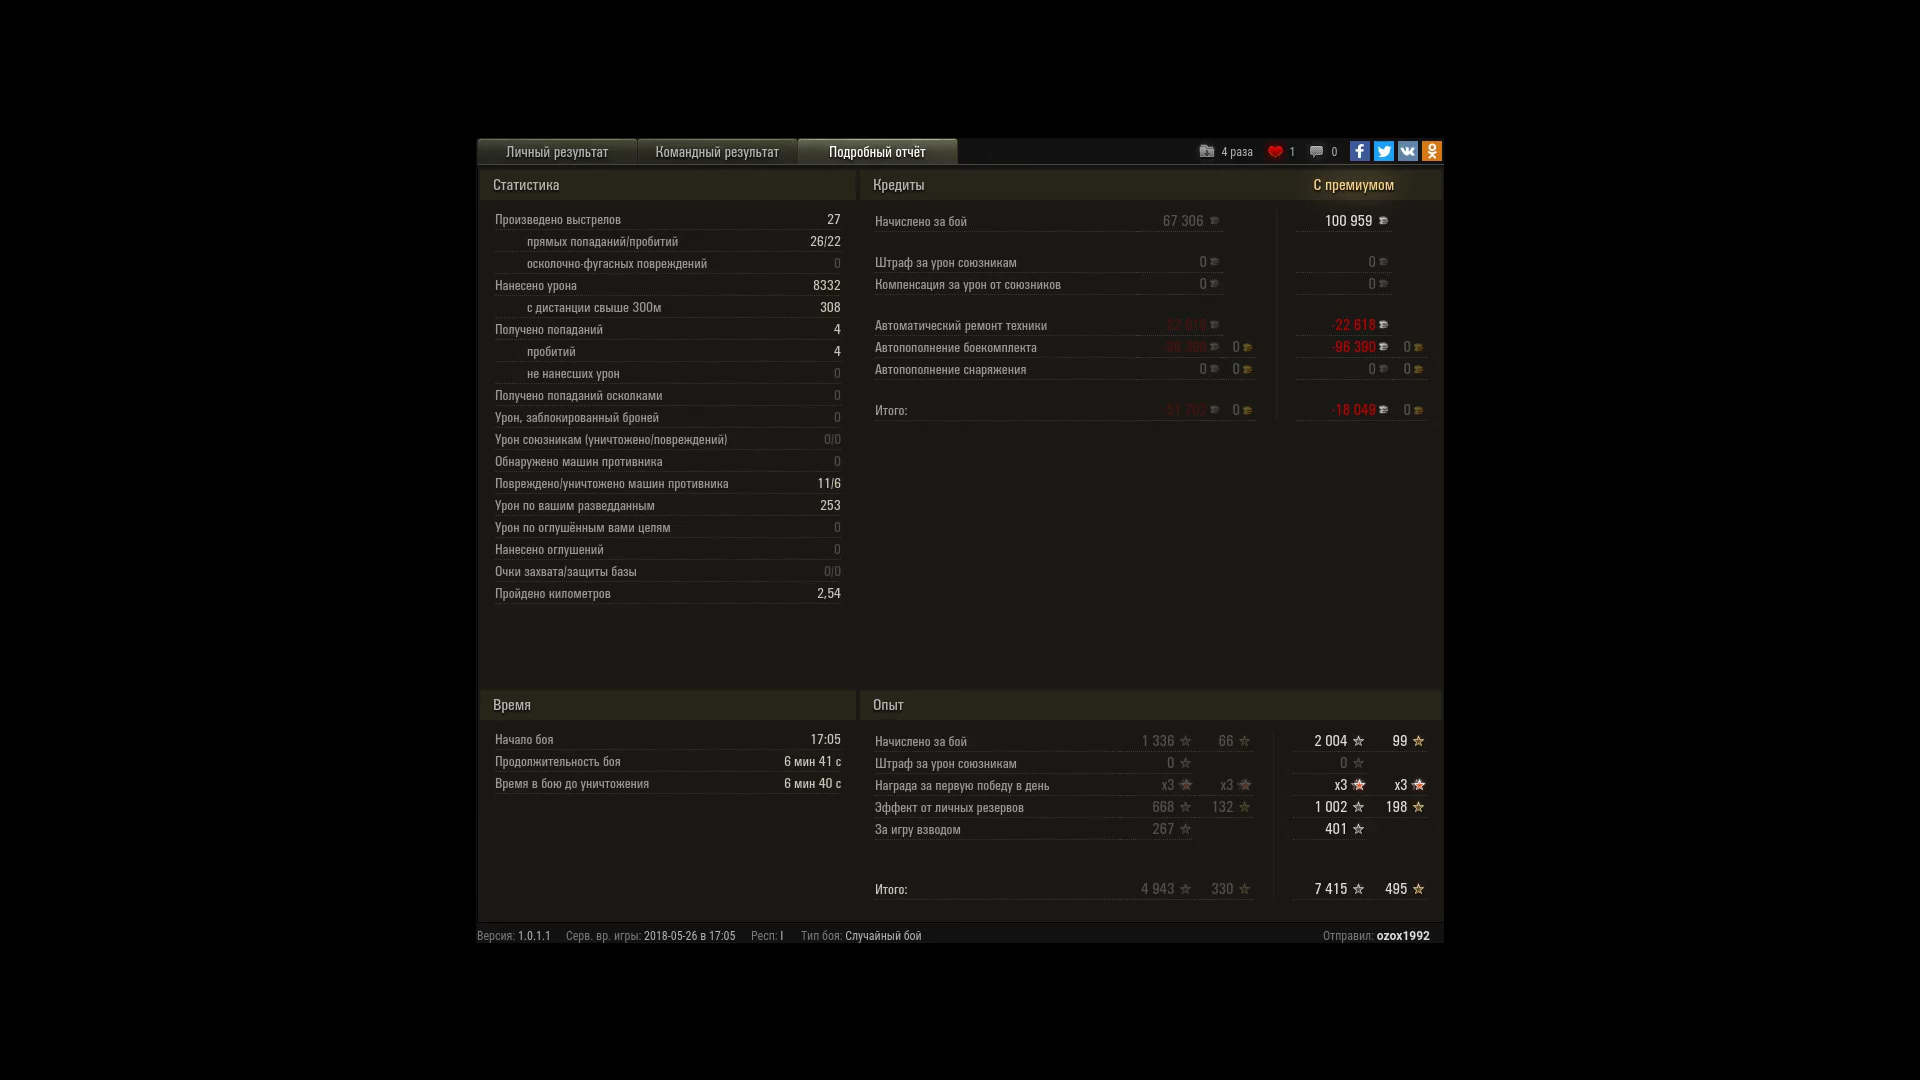 Личный результат Командный результат Подробный отчёт 4 раза 1 0
Статистика
Произведено выстрелов 27
прямых попаданий/пробитий 26/22
осколочно-фугасных повреждений 0
Нанесено урона 8332
с дистанции свыше 300м 308
Получено попаданий 4
пробитий 4
не нанесших урон 0
Получено попаданий осколками 0
Урон, заблокированный броней 0
Урон союзникам (уничтожено/повреждений) 0/0
Обнаружено машин противника 0
Повреждено/уничтожено машин противника 11/6
Урон по вашим разведданным 253
Урон по оглушённым вами целям 0
Нанесено оглушений 0
Очки захвата/защиты базы 0/0
Пройдено километров 2,54
Кредиты С премиумом
Начислено за бой 67 306 100 959
Штраф за урон союзникам 0 0
Компенсация за урон от союзников 0 0
Автоматический ремонт техники -22 618
Автопополнение боекомплекта 0 -96 390 0
Автопополнение снаряжения 0 0 0 0
Итого: 0 -18 049 0
Время
Начало боя 17:05
Продолжительность боя 6 мин 41 с
Время в бою до уничтожения 6 мин 40 с
Опыт
Начислено за бой 1 336 66 2 004 99
Штраф за урон союзникам 0 0
Награда за первую победу в день x3 x3 x3 x3
Эффект от личных резервов 668 132 1 002 198
За игру взводом 267 401
Итого: 4 943 330 7 415 495
Версия: 1.0.1.1 Серв. вр. игры: 2018-05-26 в 17:05 Респ: I Тип боя: Случайный бой Отправил: ozox1992